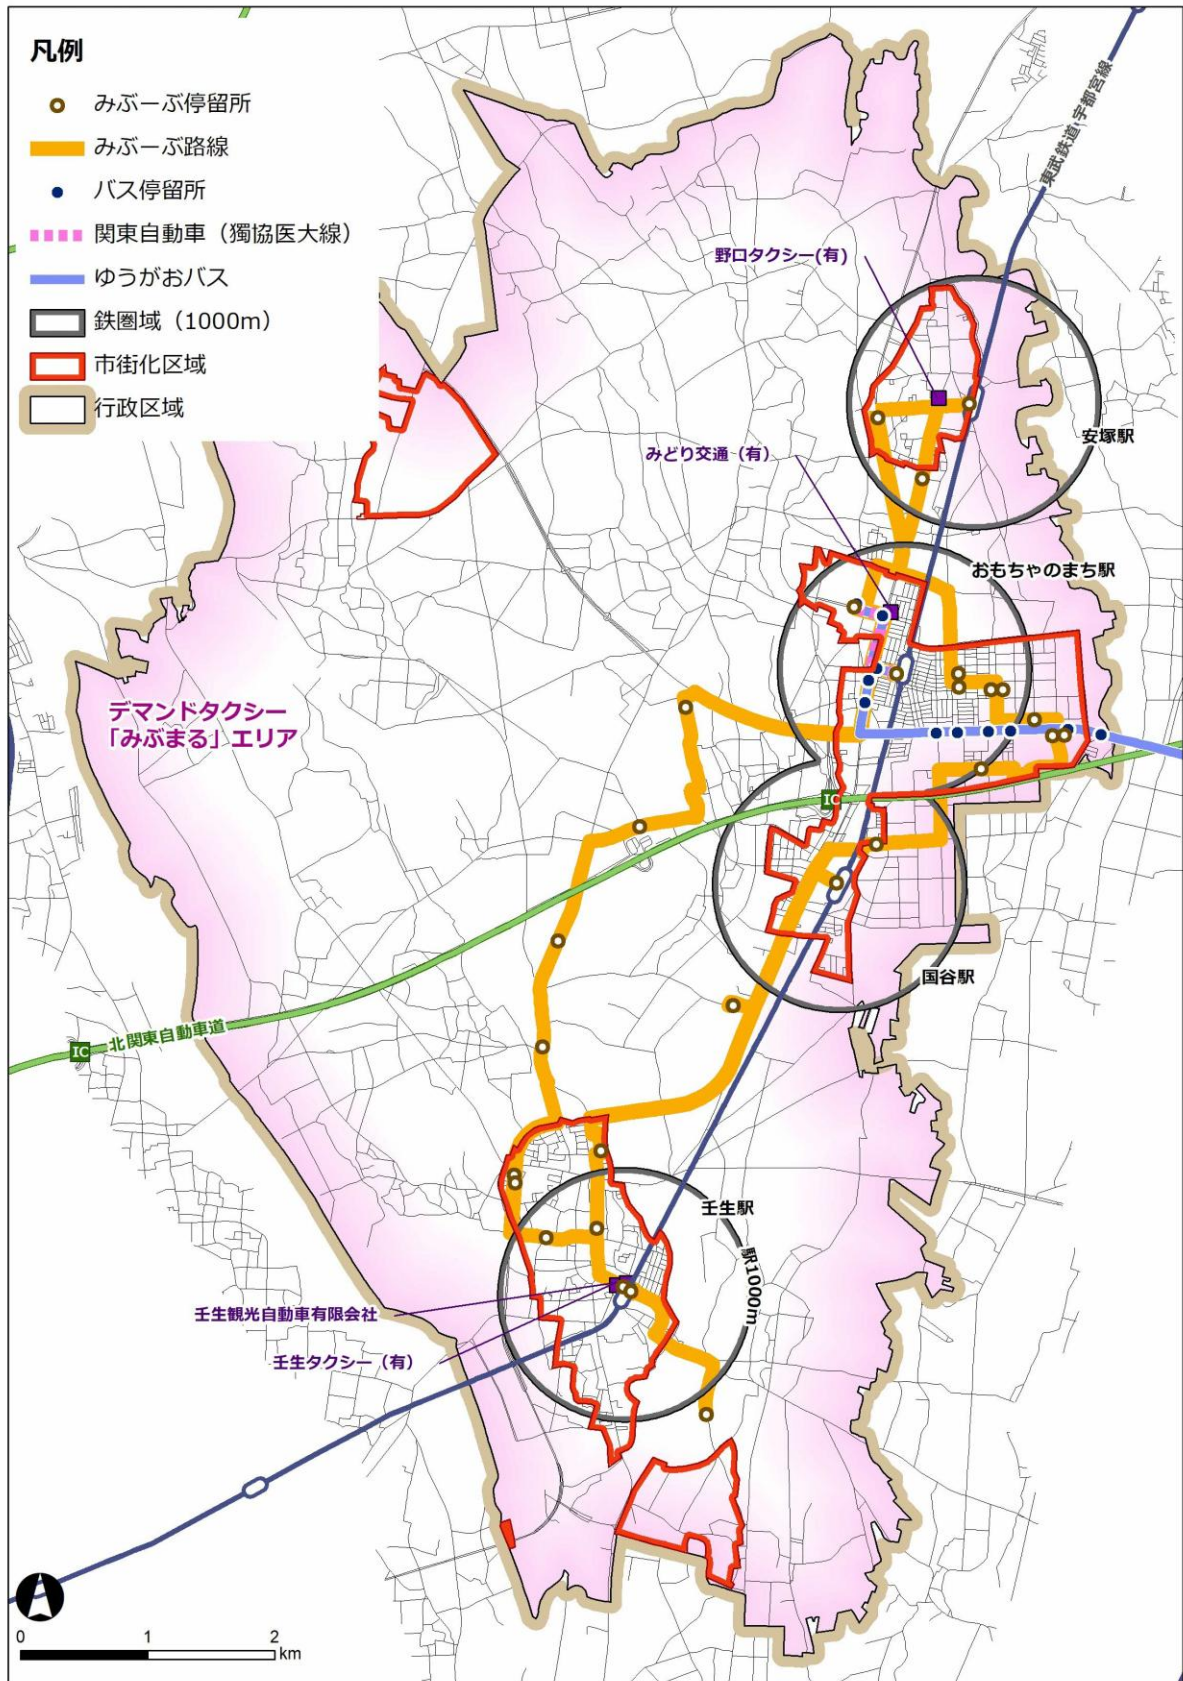 凡例
みぶーぶ停留所
みぶーぶ路線
バス停留所
関東自動車（獨協医大線）
ゆうがおバス
鉄圏域（1000m）
市街化区域
行政区域
東武鉄道 宇都宮線
野口タクシー(有)
安塚駅
みどり交通（有）
おもちゃのまち駅
デマンドタクシー
「みぶまる」エリア
IC
国谷駅
北関東自動車道
IC
壬生駅
駅1000m
壬生観光自動車有限会社
壬生タクシー（有）
0 1 2
km